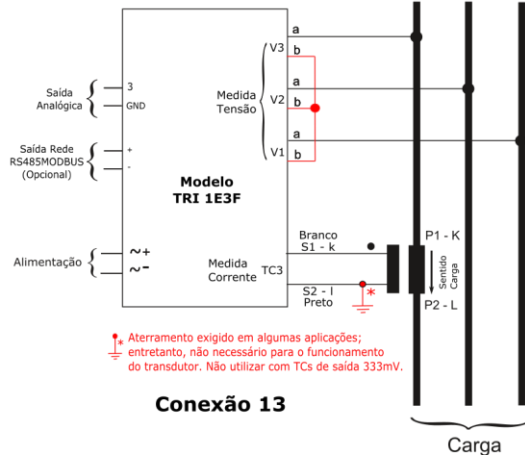 a
V3
b
a
V2
b
a
V1
b
Medida
Tensão
Saída
Analógica
3
GND
Saída Rede
RS485MODBUS
(Opcional)
+
-
Modelo
TRI 1E3F
Alimentação
~+
~-
Medida
Corrente
TC3
Branco
S1 - k
S2 - l
Preto
*
P1 - K
Sentido
Carga
P2 - L
* Aterramento exigido em algumas aplicações;
entretanto, não necessário para o funcionamento
do transdutor. Não utilizar com TCs de saída 333mV.
Conexão 13
Carga